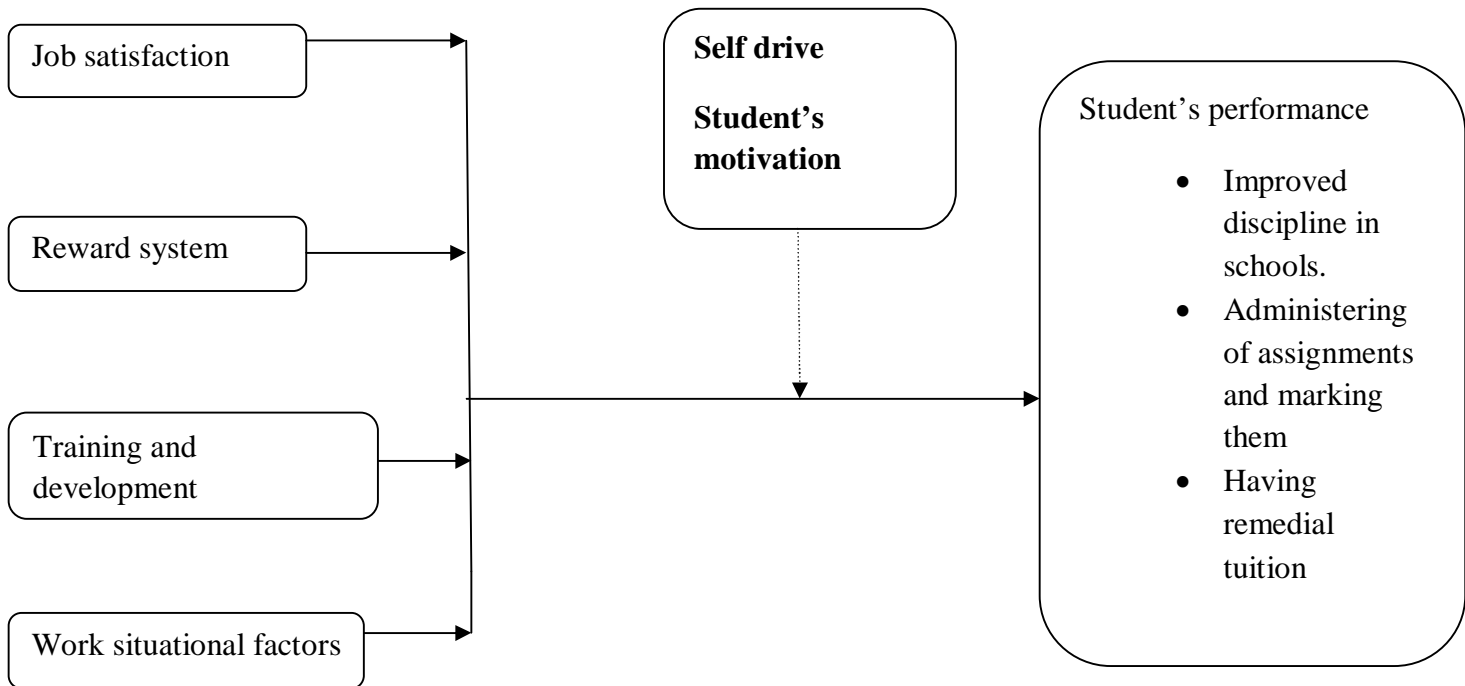 Job satisfaction
Reward system
Training and
development
Work situational factors
Self drive
Student’s
motivation
Student’s performance
• Improved
discipline in
schools.
• Administering
of assignments
and marking
them
• Having
remedial
tuition